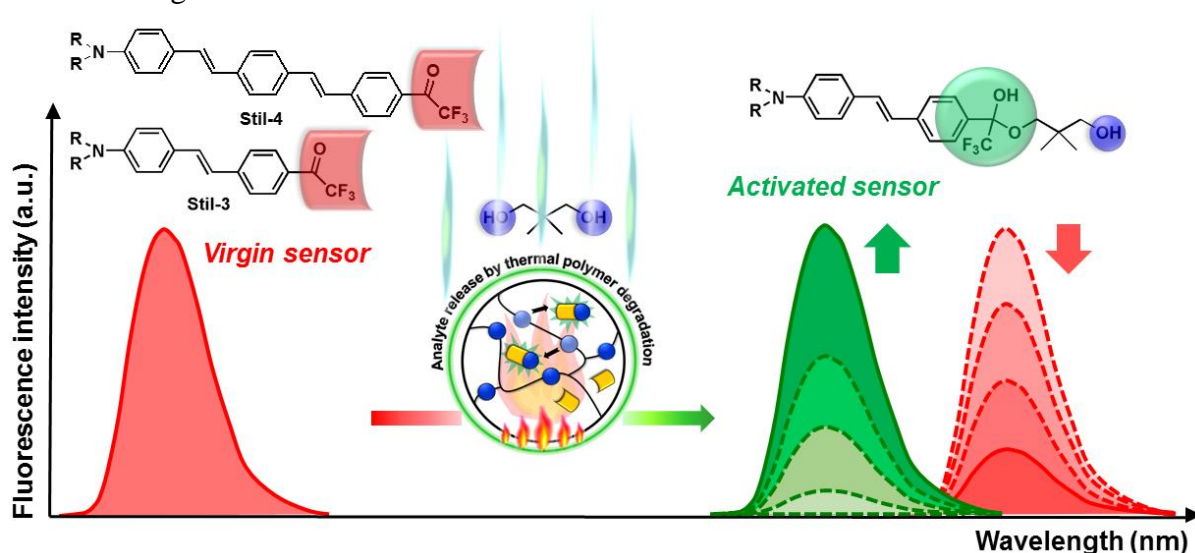 R
N
R
O
CF3
Stil-4
R
N
R
O
CF3
Stil-3
Virgin sensor
HO
OH
Analyte release by thermal polymer degradation
R
N
R
OH
F3C
O
OH
Activated sensor
Fluorescence intensity (a.u.)
Wavelength (nm)